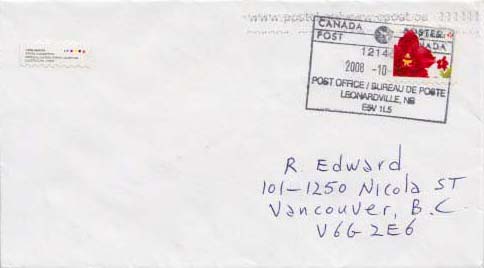 CANADA
POST
POSTES
CANADA
1214
2008 -10
POST OFFICE / BUREAU DE POSTE
LEONARDVILLE, NB
E5V 1L5
R. Edward
101-1250 Nicola ST
Vancouver, B.C.
V6G 2E6